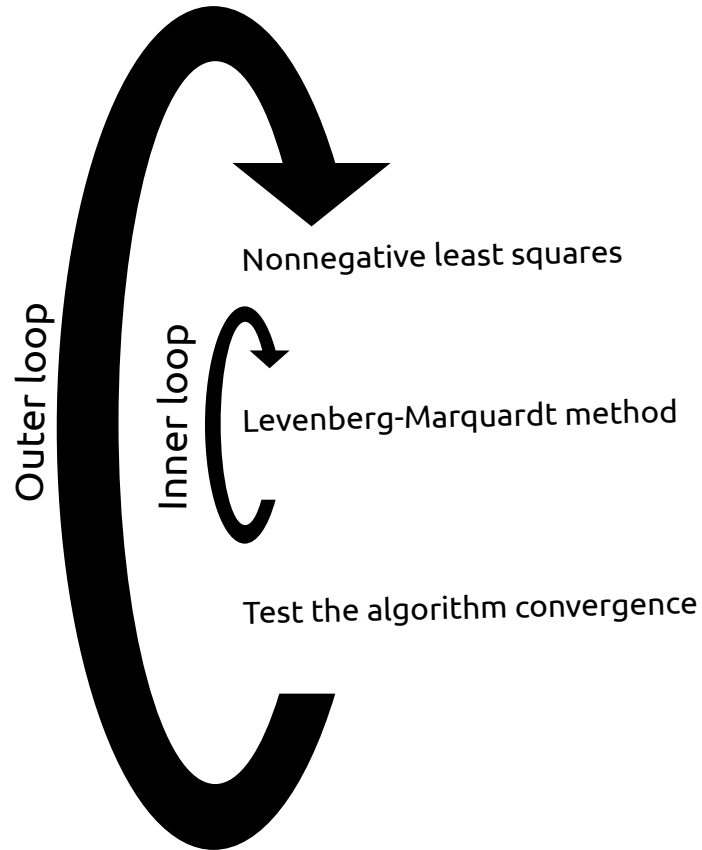 Nonnegative least squares
Outer loop
Inner loop
Levenberg-Marquardt method
Test the algorithm convergence